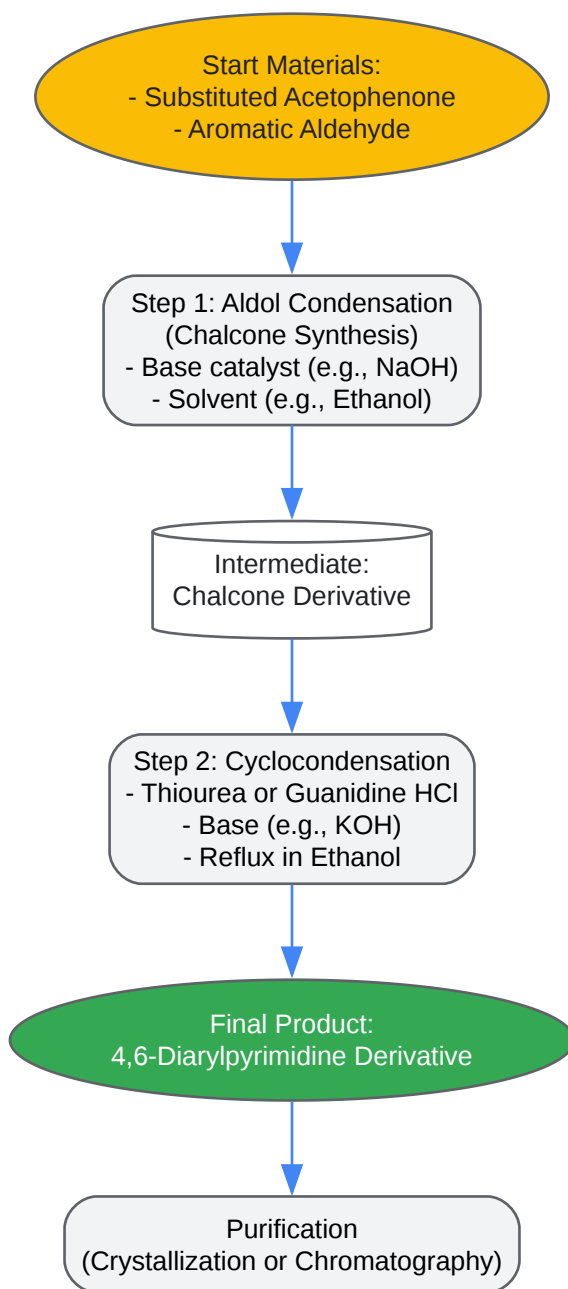 Start Materials:
- Substituted Acetophenone
- Aromatic Aldehyde
Step 1: Aldol Condensation
(Chalcone Synthesis)
- Base catalyst (e.g., NaOH)
- Solvent (e.g., Ethanol)
Intermediate:
Chalcone Derivative
Step 2: Cyclocondensation
- Thiourea or Guanidine HCl
- Base (e.g., KOH)
- Reflux in Ethanol
Final Product:
4,6-Diarylpyrimidine Derivative
Purification
(Crystallization or Chromatography)